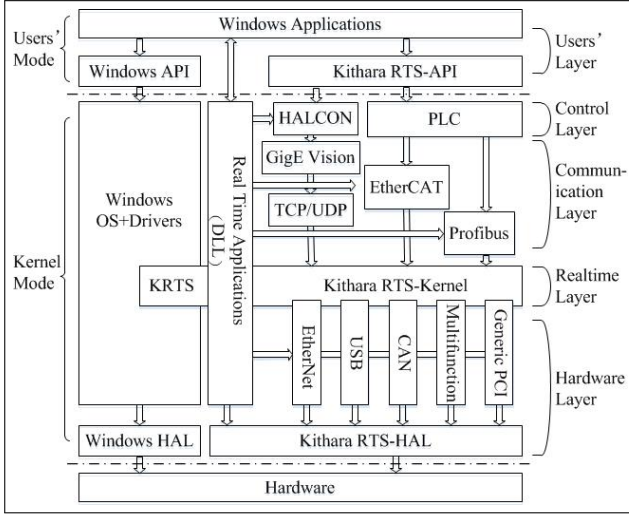 Windows Applications
Users'
Mode
Users'
Layer
Windows API
Kithara RTS-API
HALCON
PLC
Control
Layer
GigE Vision
Real Time Applications
(DLL)
Windows
OS+Drivers
EtherCAT
Commun-
ication
Layer
TCP/UDP
Profibus
Kernel
Mode
KRTS
Kithara RTS-Kernel
Realtime
Layer
EtherNet
USB
CAN
Multifunction
Generic PCI
Hardware
Layer
Windows HAL
Kithara RTS-HAL
Hardware